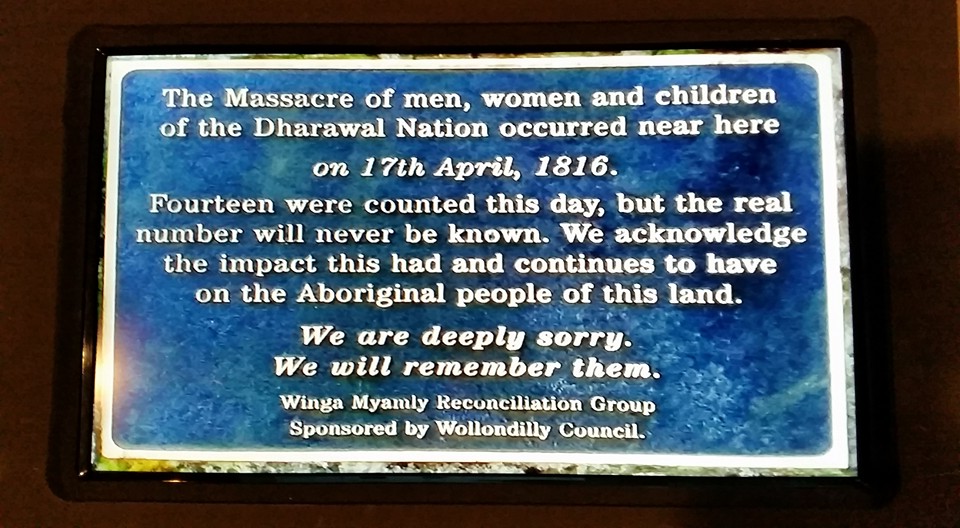 The Massacre of men, women and children
of the Dharawal Nation occurred near here
on 17th April, 1816.
Fourteen were counted this day, but the real
number will never be known. We acknowledge
the impact this had and continues to have
on the Aboriginal people of this land.
We are deeply sorry.
We will remember them.
Winga Myamly Reconciliation Group
Sponsored by Wollondilly Council.